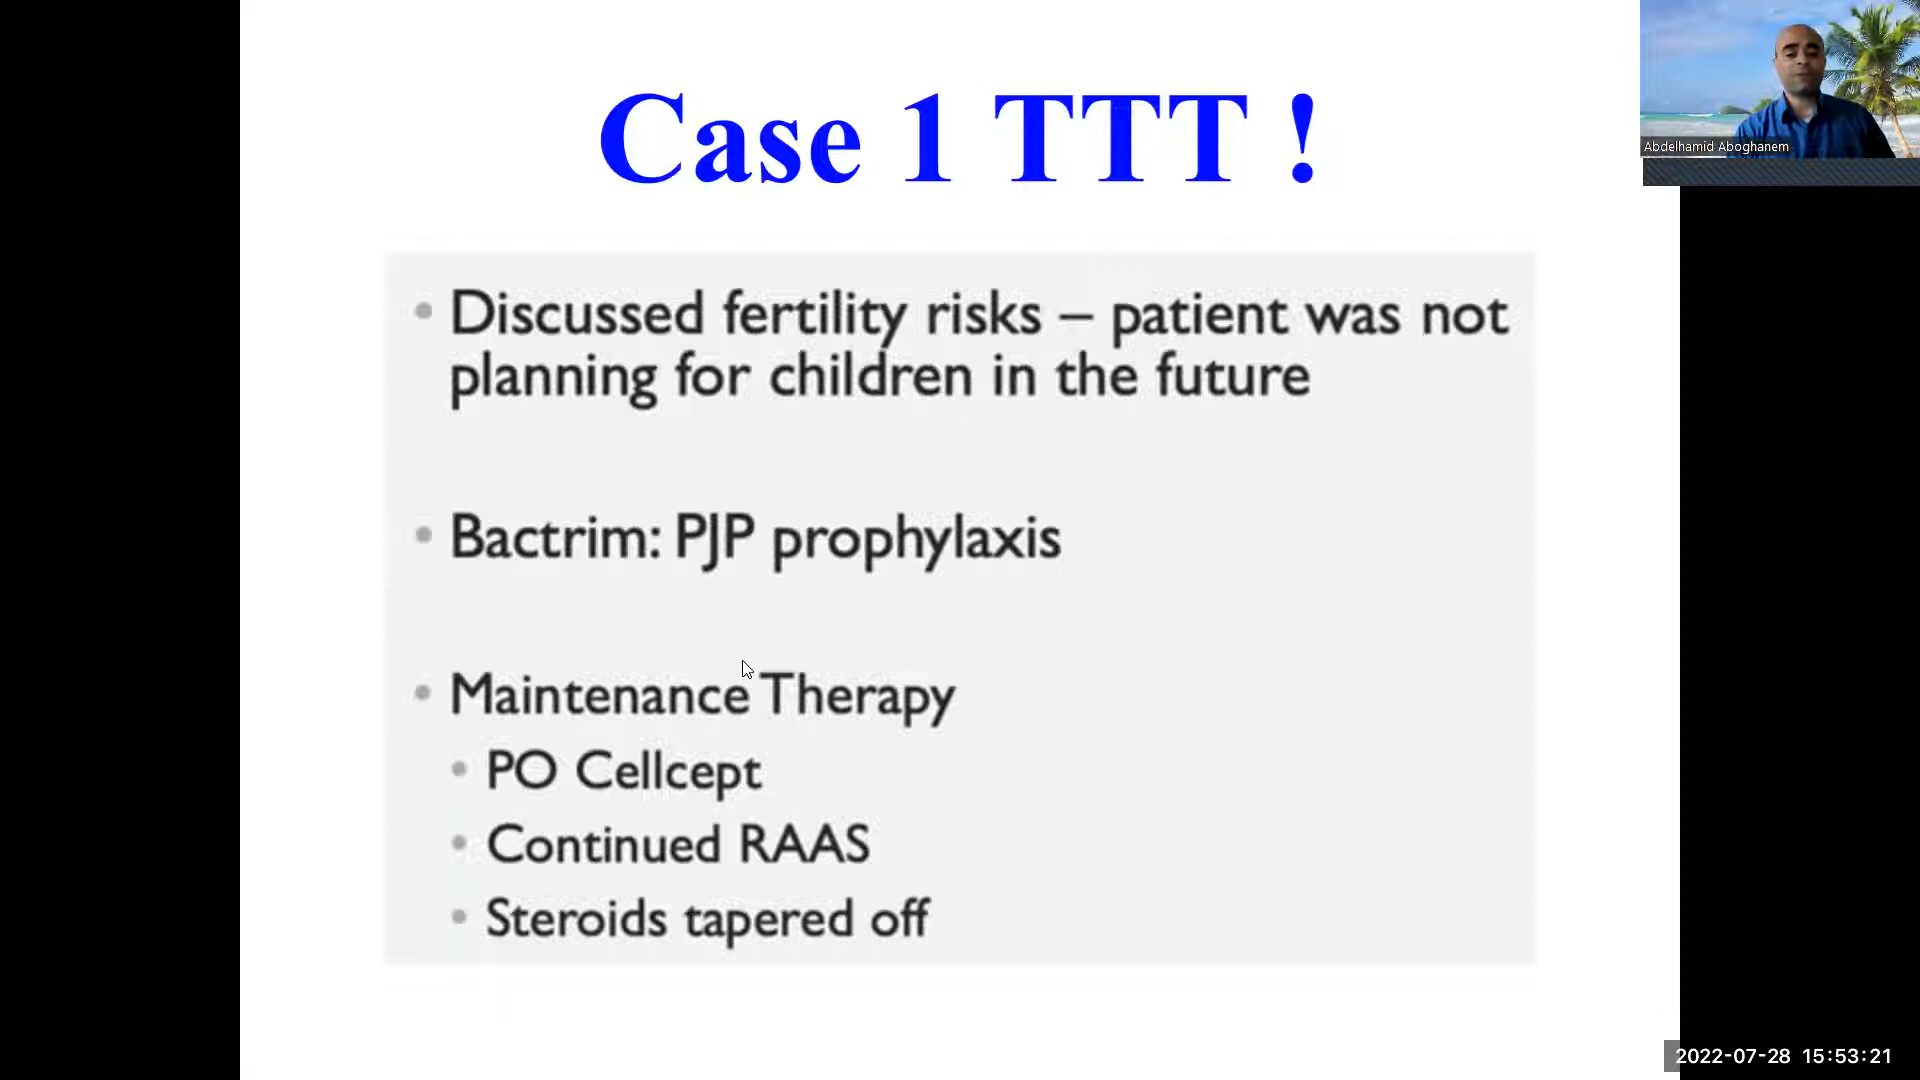 Case 1 TTT !
Abdelhamid Aboghanem
• Discussed fertility risks – patient was not
planning for children in the future
• Bactrim: PJP prophylaxis
• Maintenance Therapy
• PO Cellcept
• Continued RAAS
• Steroids tapered off
2022-07-28 15:53:21